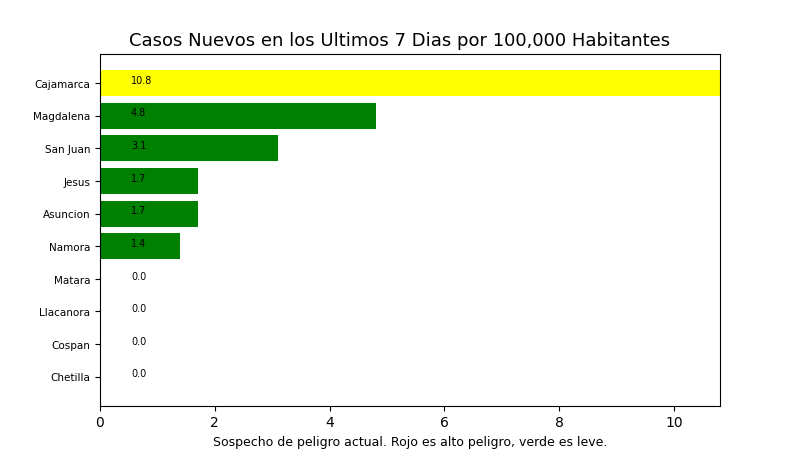 Casos Nuevos en los Ultimos 7 Dias por 100,000 Habitantes
Cajamarca 10.8
Magdalena 4.8
San Juan 3.1
Jesus 1.7
Asuncion 1.7
Namora 1.4
Matara 0.0
Llacanora 0.0
Cospan 0.0
Chetilla 0.0
0 2 4 6 8 10
Sospecho de peligro actual. Rojo es alto peligro, verde es leve.